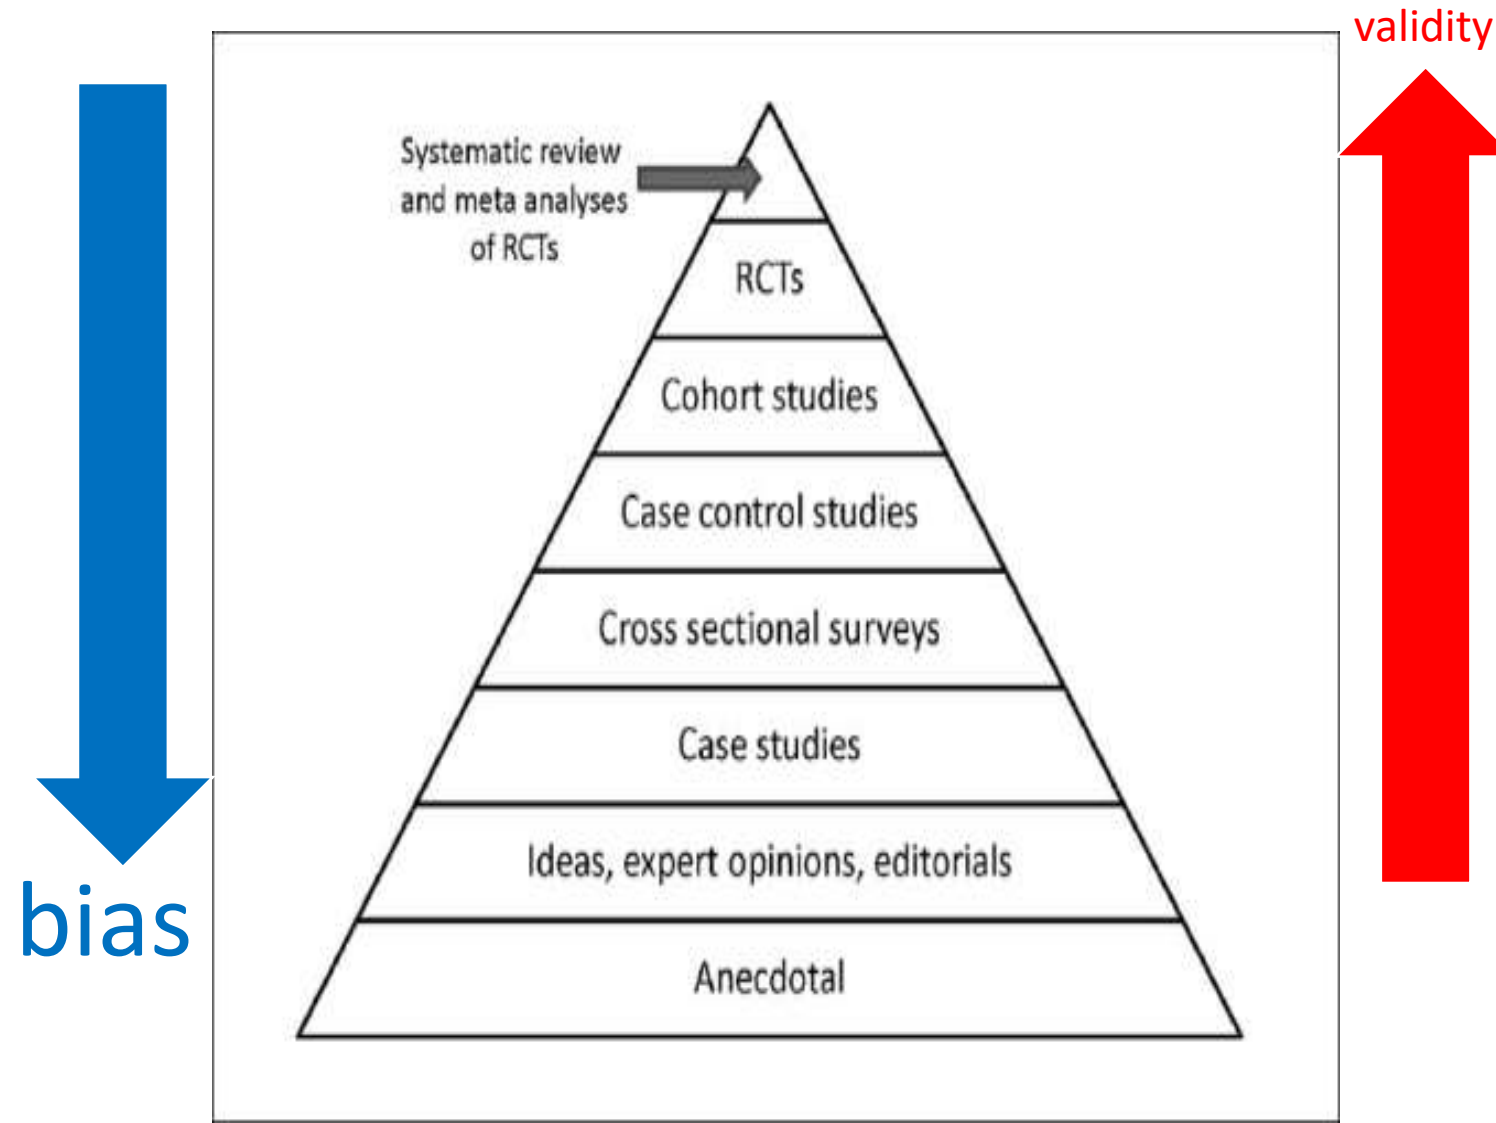 validity
Systematic review
and meta analyses
of RCTs
RCTs
Cohort studies
Case control studies
Cross sectional surveys
Case studies
Ideas, expert opinions, editorials
bias
Anecdotal